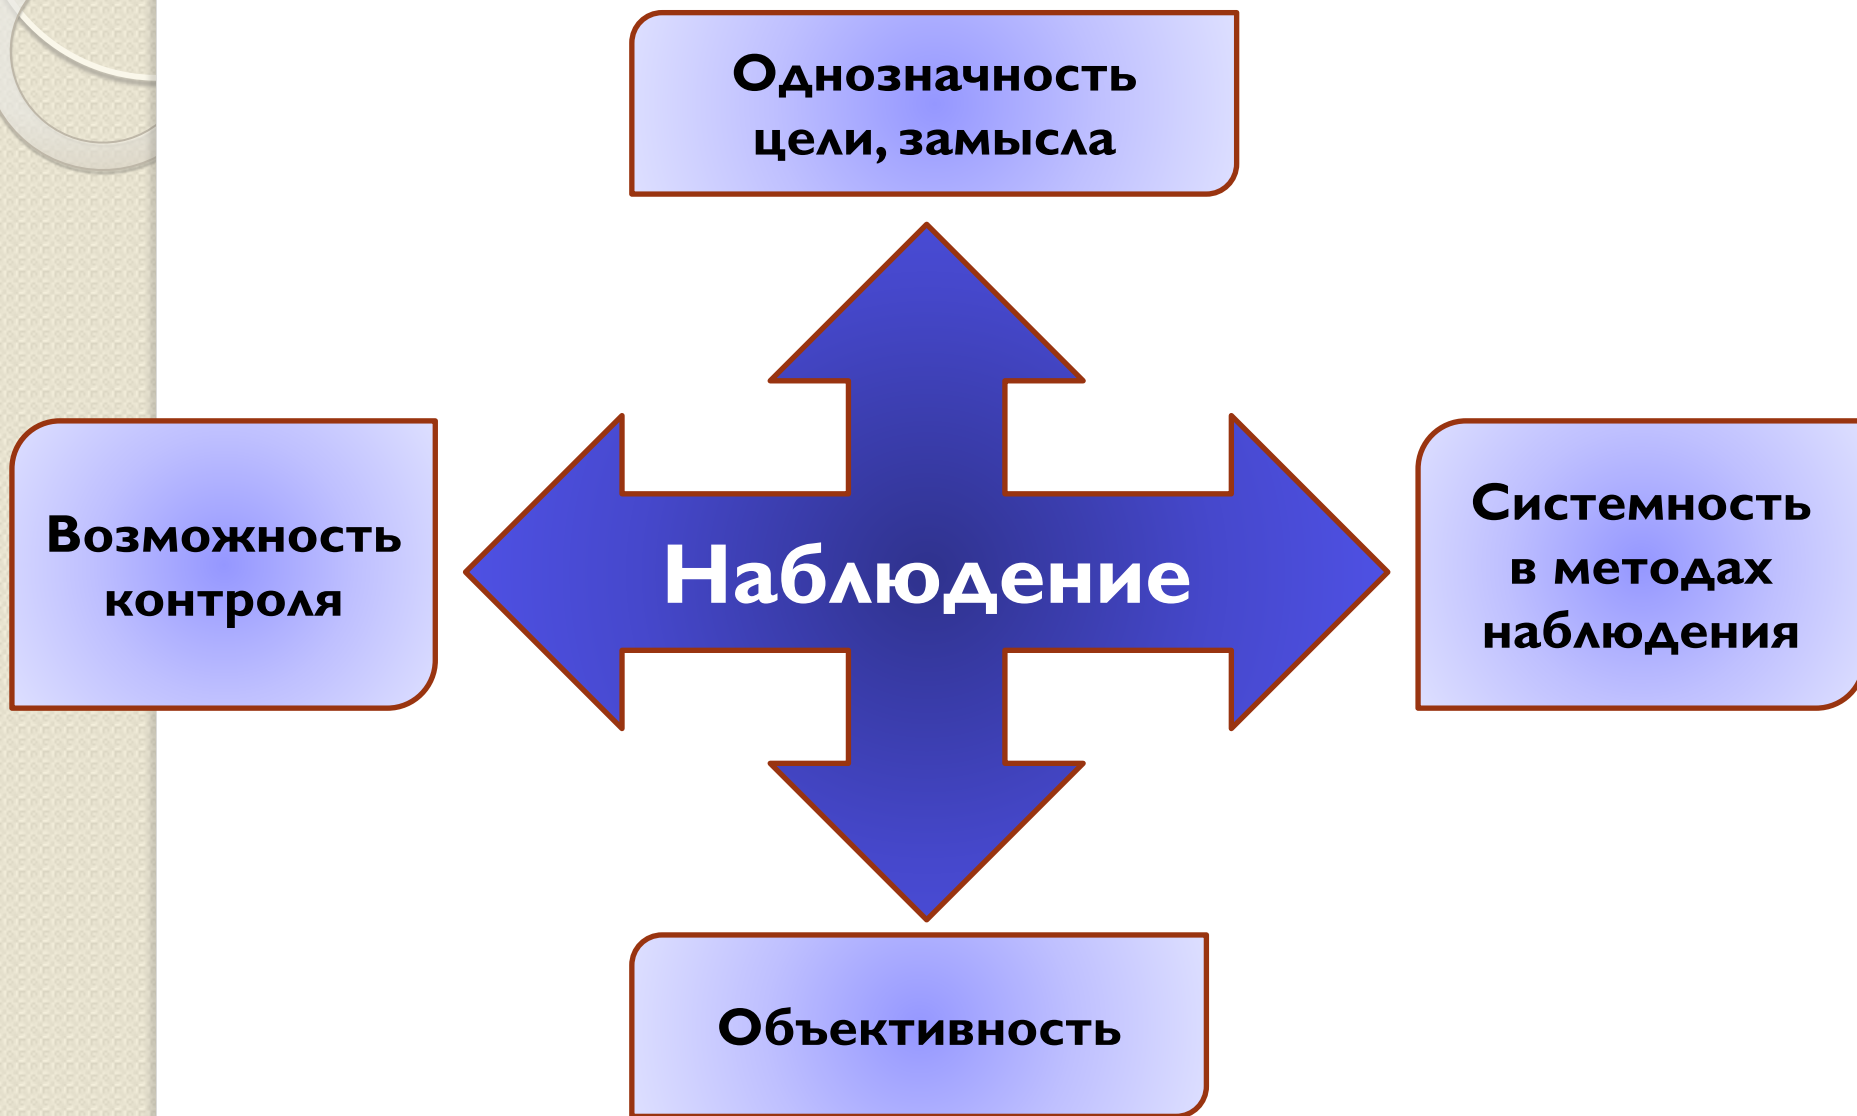 Однозначность
цели, замысла
Возможность
контроля
Наблюдение
Системность
в методах
наблюдения
Объективность